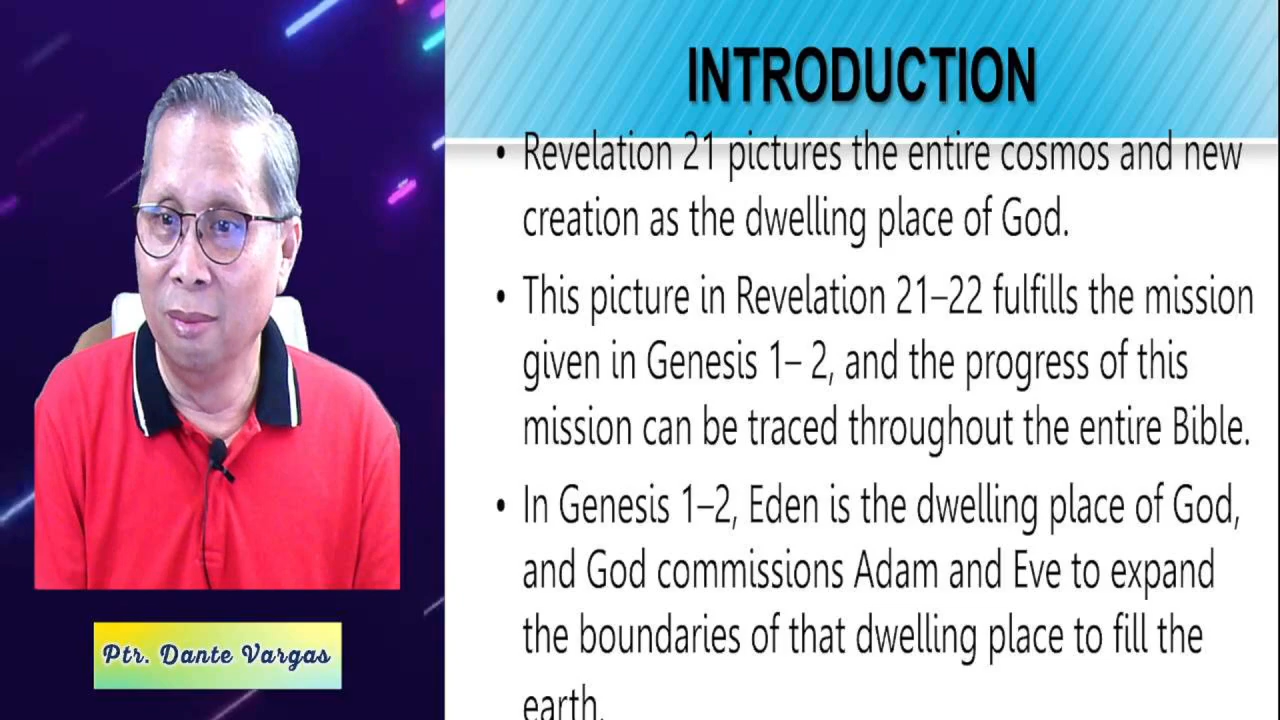 INTRODUCTION
• Revelation 21 pictures the entire cosmos and new
creation as the dwelling place of God.
• This picture in Revelation 21–22 fulfills the mission
given in Genesis 1– 2, and the progress of this
mission can be traced throughout the entire Bible.
• In Genesis 1–2, Eden is the dwelling place of God,
and God commissions Adam and Eve to expand
the boundaries of that dwelling place to fill the
earth.
Ptr. Dante Vargas